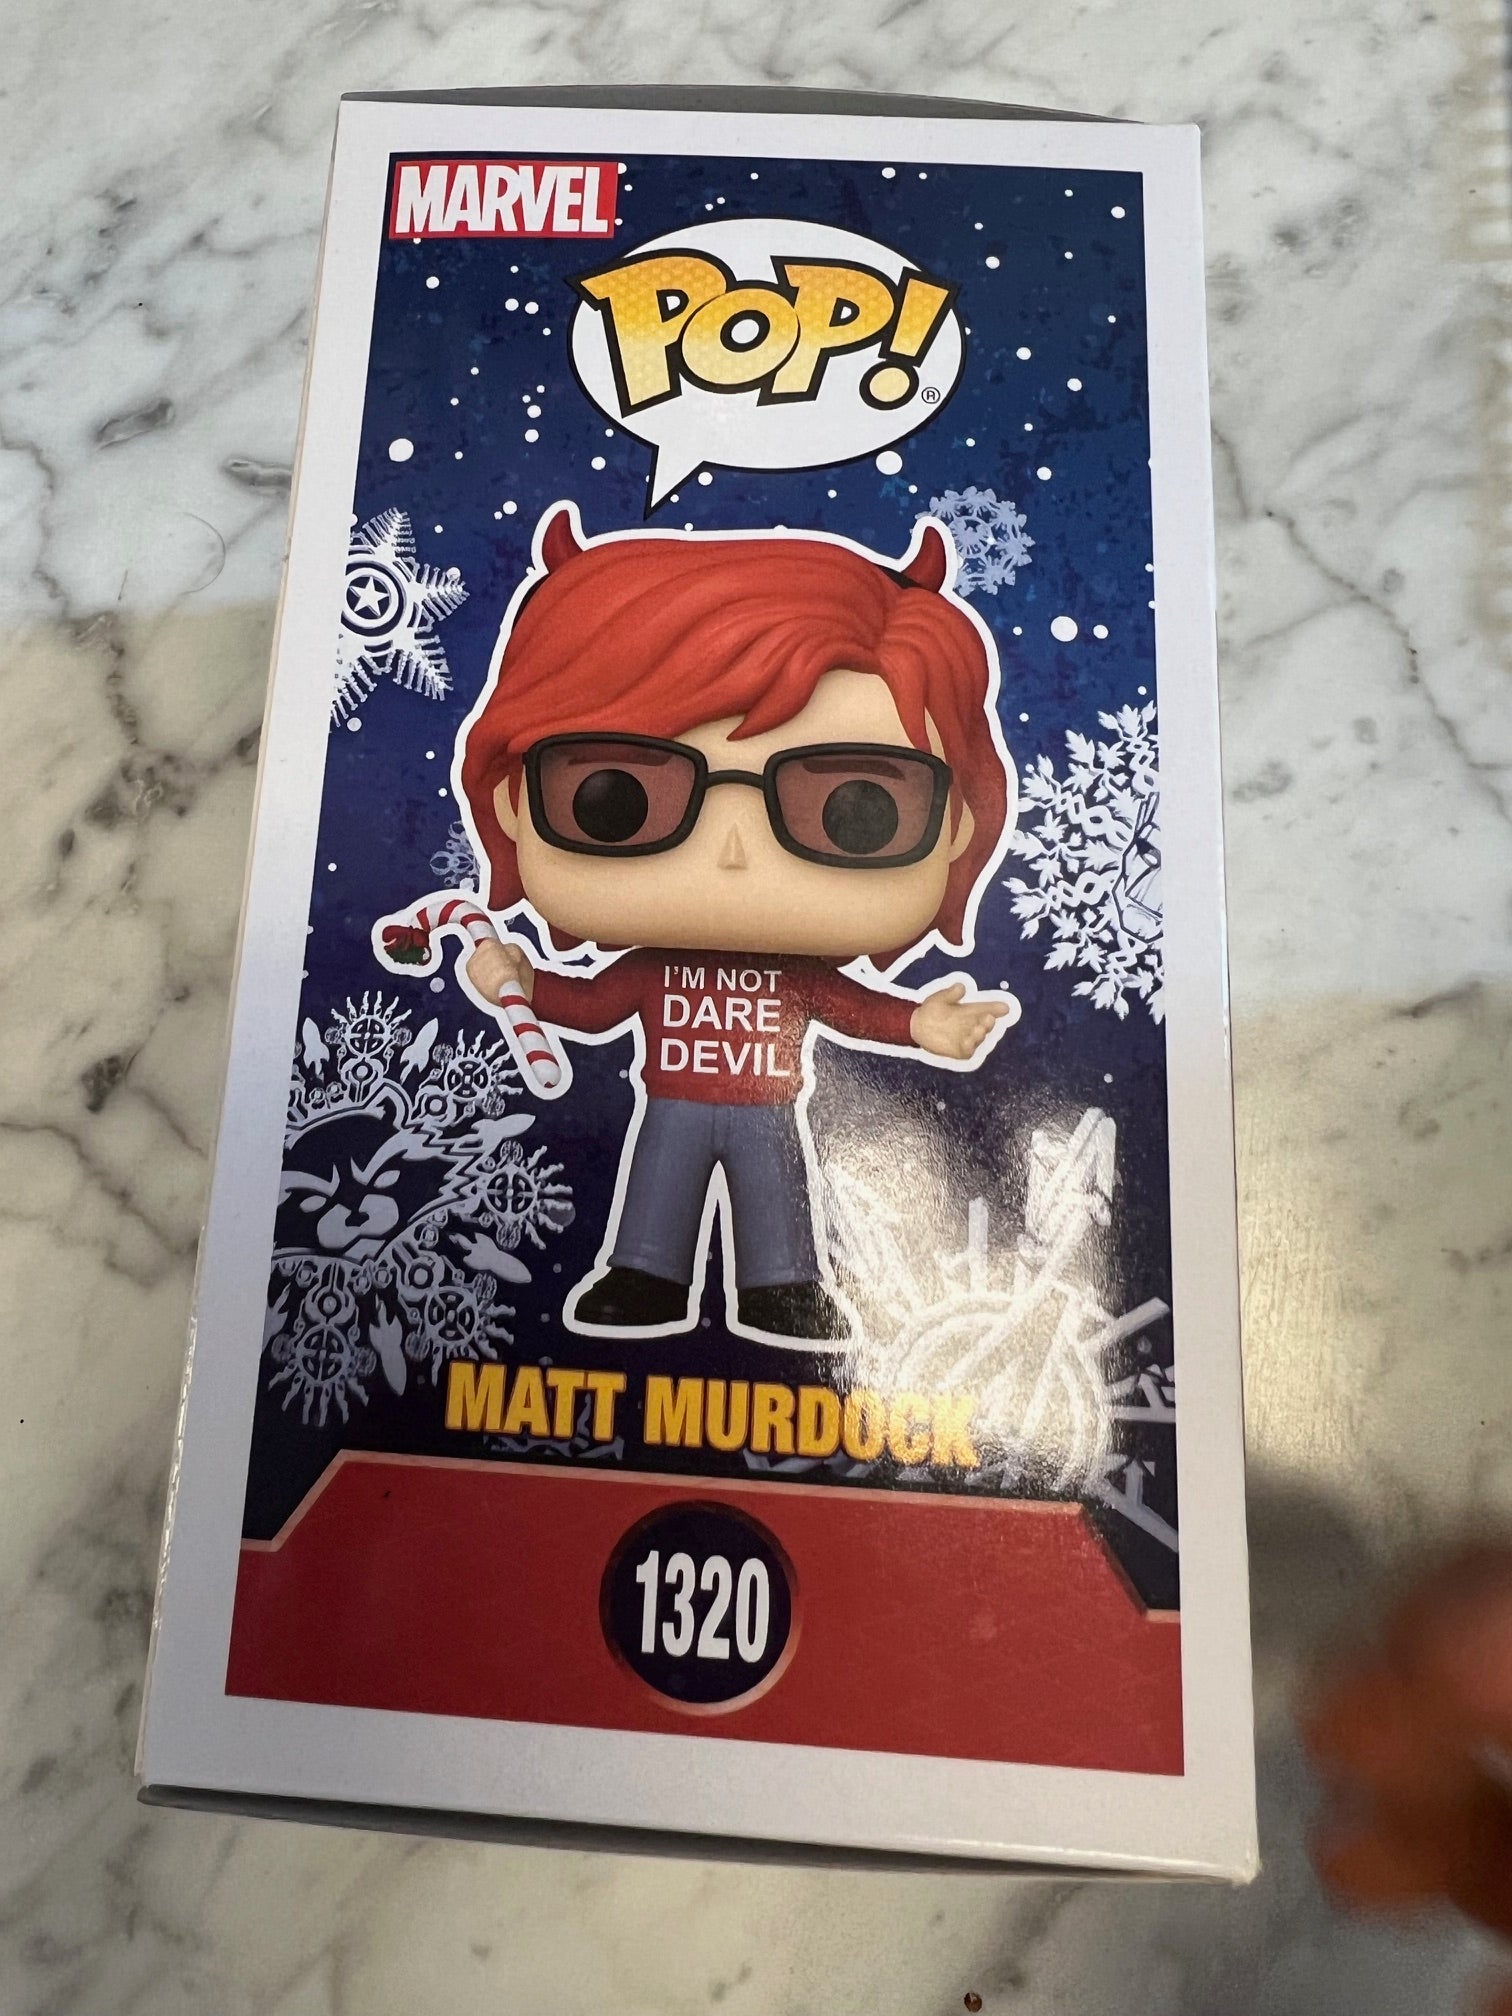 MARVEL
POP!
®
I'M NOT
DARE
DEVIL
MATT MURDOCK
1320